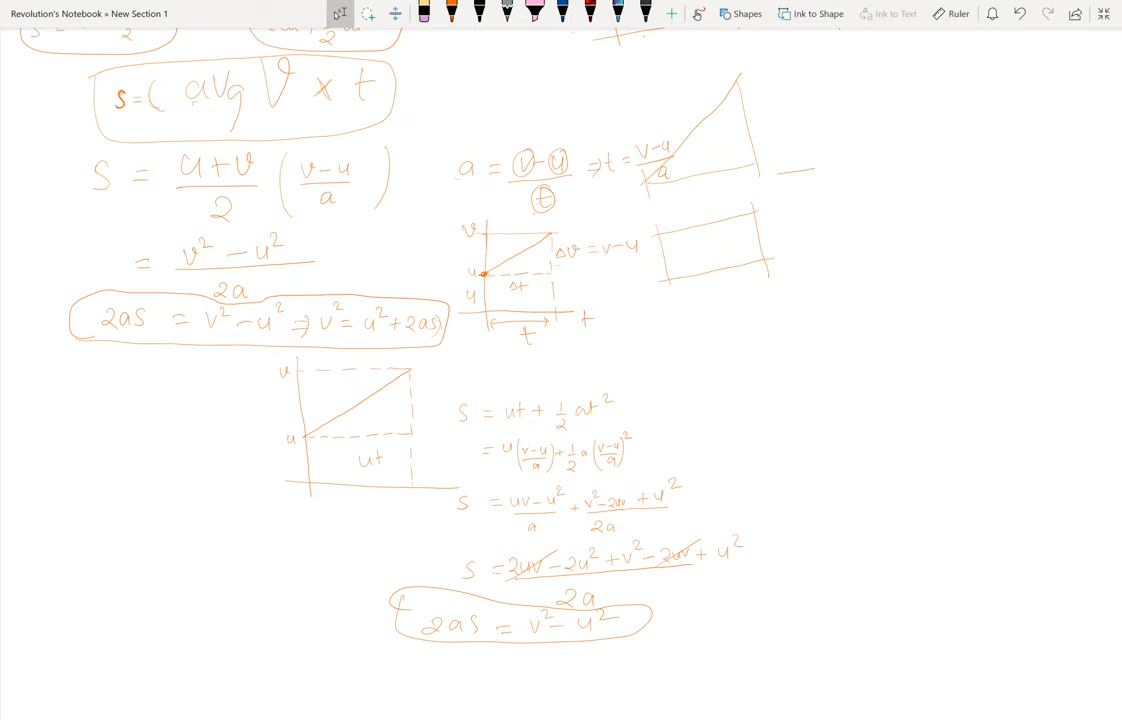 Revolution's Notebook » New Section 1
Shapes
Ink to Shape
Ink to Text
Ruler
s = (avg V × t
S = u+v/2 (v-u/a)
= v² - u²/2a
2as = v² - u² ⇒ v² = u² + 2as
a = v-u/t ⇒ t = v-u/a
v
u
u
Δt
Δv = v-u
t
t
v
u
ut
S = ut + 1/2 at²
= u(v-u/a) + 1/2 a (v-u/a)²
S = uv - u²/a + v² - 2uv + u²/2a
S = 2uv - 2u² + v² - 2uv + u²/2a
2as = v² - u²